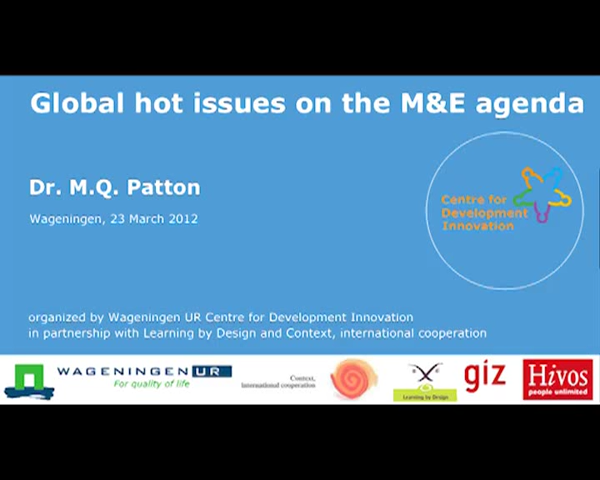 Global hot issues on the M&E agenda
Dr. M.Q. Patton
Wageningen, 23 March 2012
Centre for
Development
Innovation
organized by Wageningen UR Centre for Development Innovation
in partnership with Learning by Design and Context, international cooperation
WAGENINGEN UR
For quality of life
Context,
international cooperation
Learning by Design
giz
Hivos
people unlimited